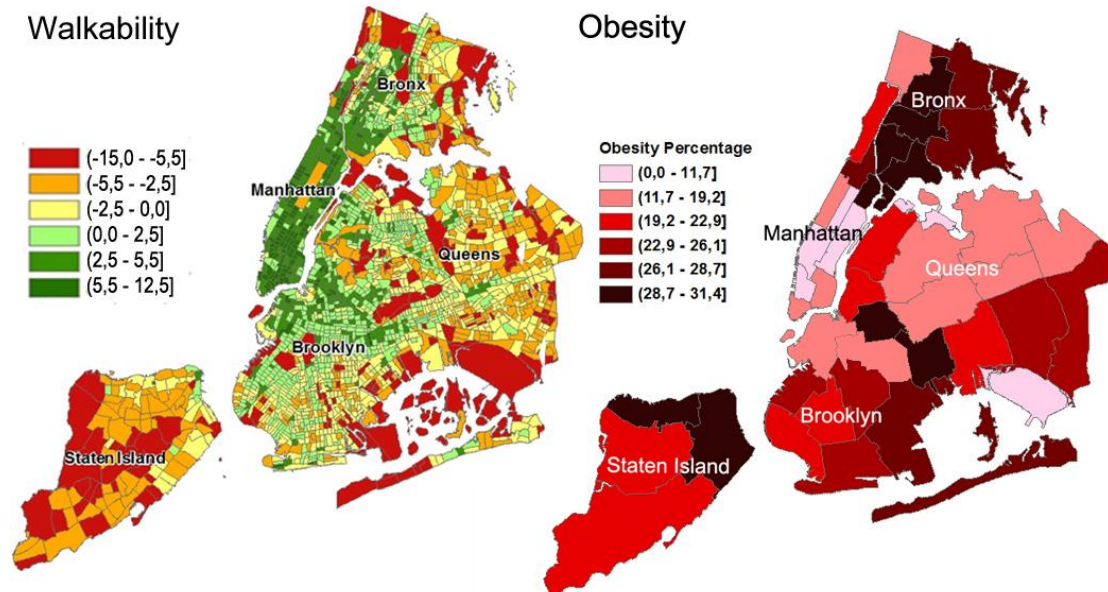 Walkability
(-15,0 - -5,5]
(-5,5 - -2,5]
(-2,5 - 0,0]
(0,0 - 2,5]
(2,5 - 5,5]
(5,5 - 12,5]
Bronx
Manhattan
Queens
Brooklyn
Staten Island
Obesity
Obesity Percentage
(0,0 - 11,7]
(11,7 - 19,2]
(19,2 - 22,9]
(22,9 - 26,1]
(26,1 - 28,7]
(28,7 - 31,4]
Bronx
Manhattan
Queens
Brooklyn
Staten Island